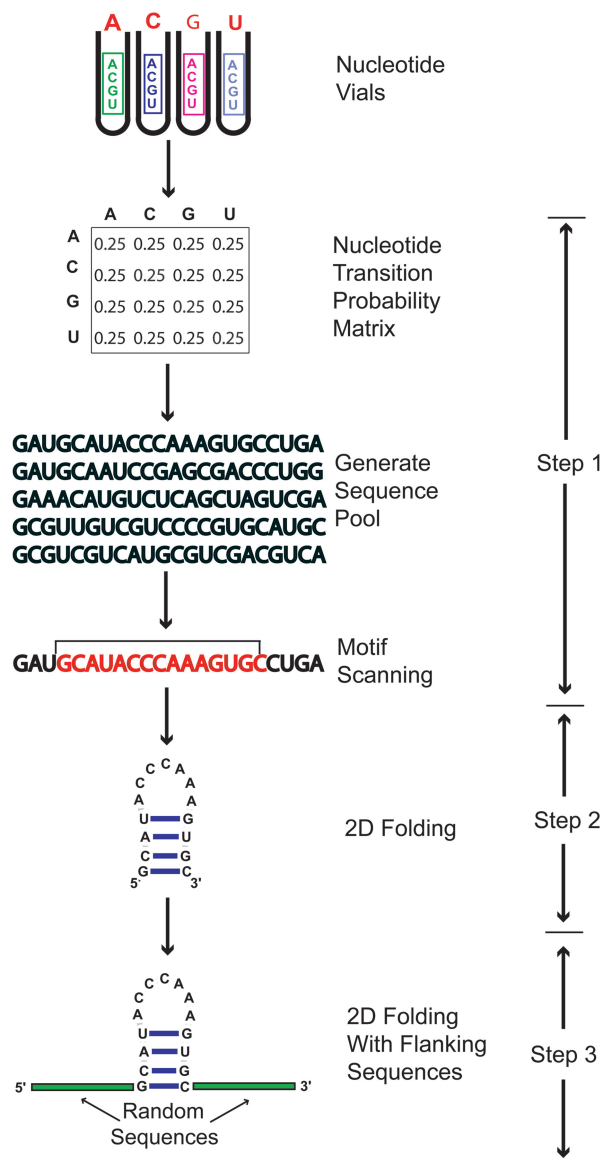 A C G U
A A A A
C C C C
G G G G
U U U U
Nucleotide
Vials
A C G U
A 0.25 0.25 0.25 0.25
C 0.25 0.25 0.25 0.25
G 0.25 0.25 0.25 0.25
U 0.25 0.25 0.25 0.25
Nucleotide
Transition
Probability
Matrix
GAUGCAUACCCAAAGUGCCUGA
GAUGCAAUCCGAGCGACCCUGG
GAAACAUGUCUCAGCUAGUCGA
GCGUUGUCGUCCCCGUGCAUGC
GCGUCGUCAUGCGUCGACGUCA
Generate
Sequence
Pool
Step 1
GAUGCAUACCCAAAGUGCCUGA
Motif
Scanning
C C A
C A
A A
U G
A U
C G
G C
5' 3'
2D Folding
Step 2
C C A
C A
A A
U G
A U
C G
5' G C 3'
2D Folding
With Flanking
Sequences
Step 3
Random
Sequences